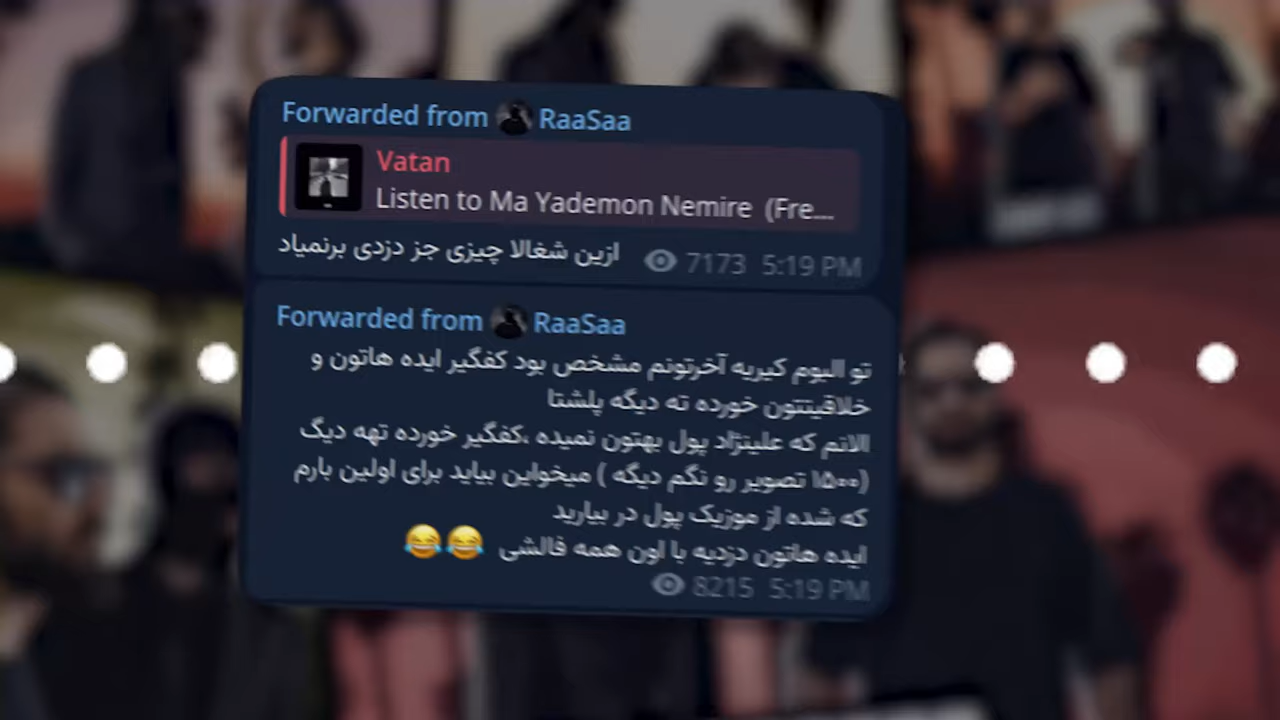 Forwarded from RaaSaa
Vatan
Listen to Ma Yademon Nemire (Fre...
ازین شغالا چیزی جز دزدی برنمیاد
7173 5:19 PM
Forwarded from RaaSaa
تو البوم کیریه آخرتونم مشخص بود کفگیر ایده هاتون و
خلاقیتتون خورده ته دیگه پلشتا
الانم که علینژاد پول بهتون نمیده ،کفگیر خورده تهه دیگ
(۱۵۰۰ تصویر رو نگم دیگه ) میخواین بیاید برای اولین بارم
که شده از موزیک پول در بیارید
ایده هاتون دزدیه با اون همه فالشی 😂😂
8215 5:19 PM